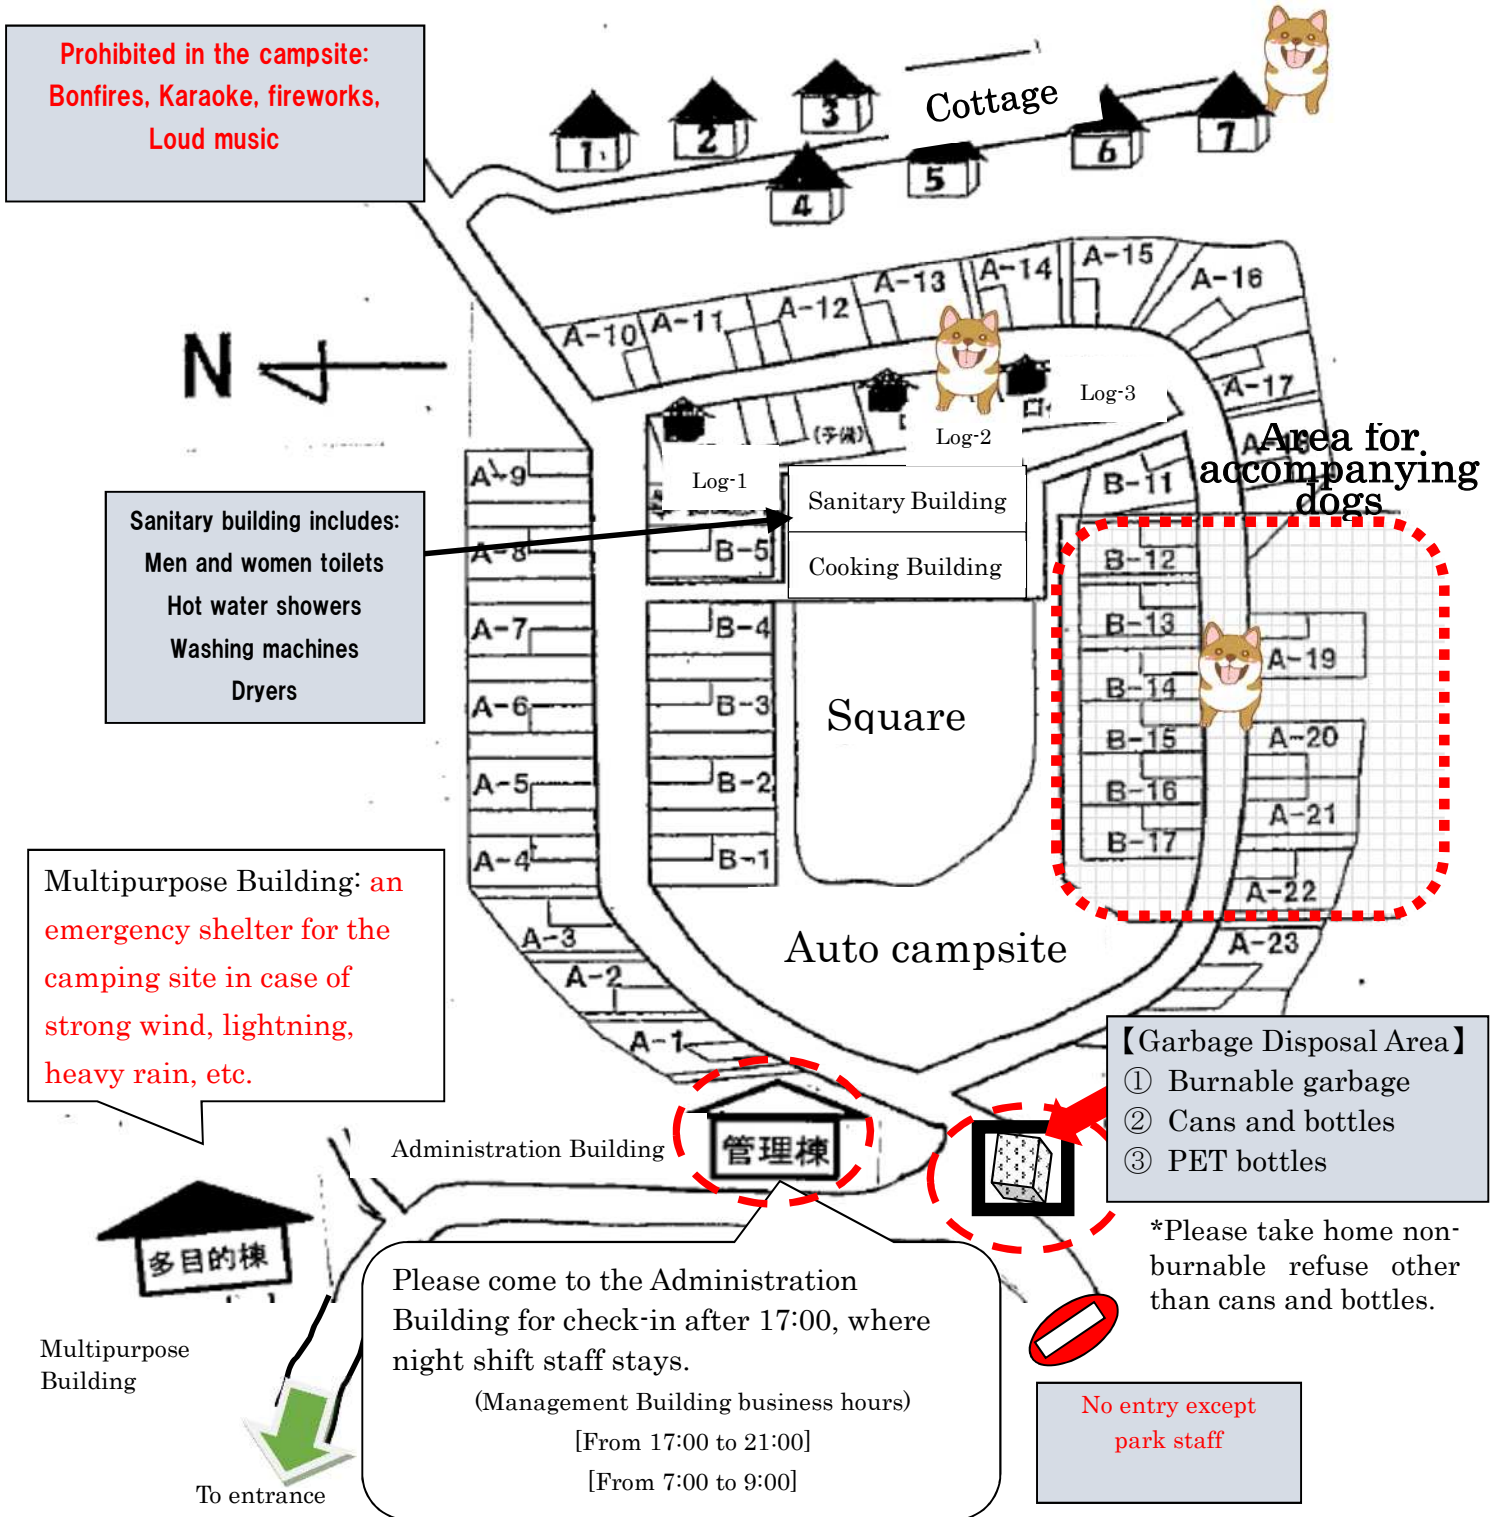 Prohibited in the campsite:
Bonfires, Karaoke, fireworks,
Loud music
Cottage
1
2
3
4
5
6
7
N
A-10
A-11
A-12
A-13
A-14
A-15
A-16
A-17
Log-1
(予備)
Log-2
Log-3
Area for
accompanying
dogs
Sanitary Building
Cooking Building
Sanitary building includes:
Men and women toilets
Hot water showers
Washing machines
Dryers
A-9
A-8
A-7
A-6
A-5
A-4
A-3
A-2
A-1
B-5
B-4
B-3
B-2
B-1
Square
B-11
B-12
B-13
B-14
B-15
B-16
B-17
A-19
A-20
A-21
A-22
A-23
Auto campsite
Multipurpose Building: an
emergency shelter for the
camping site in case of
strong wind, lightning,
heavy rain, etc.
【Garbage Disposal Area】
① Burnable garbage
② Cans and bottles
③ PET bottles
*Please take home non-
burnable refuse other
than cans and bottles.
Administration Building
管理棟
多目的棟
Multipurpose
Building
To entrance
Please come to the Administration
Building for check-in after 17:00, where
night shift staff stays.
(Management Building business hours)
[From 17:00 to 21:00]
[From 7:00 to 9:00]
No entry except
park staff